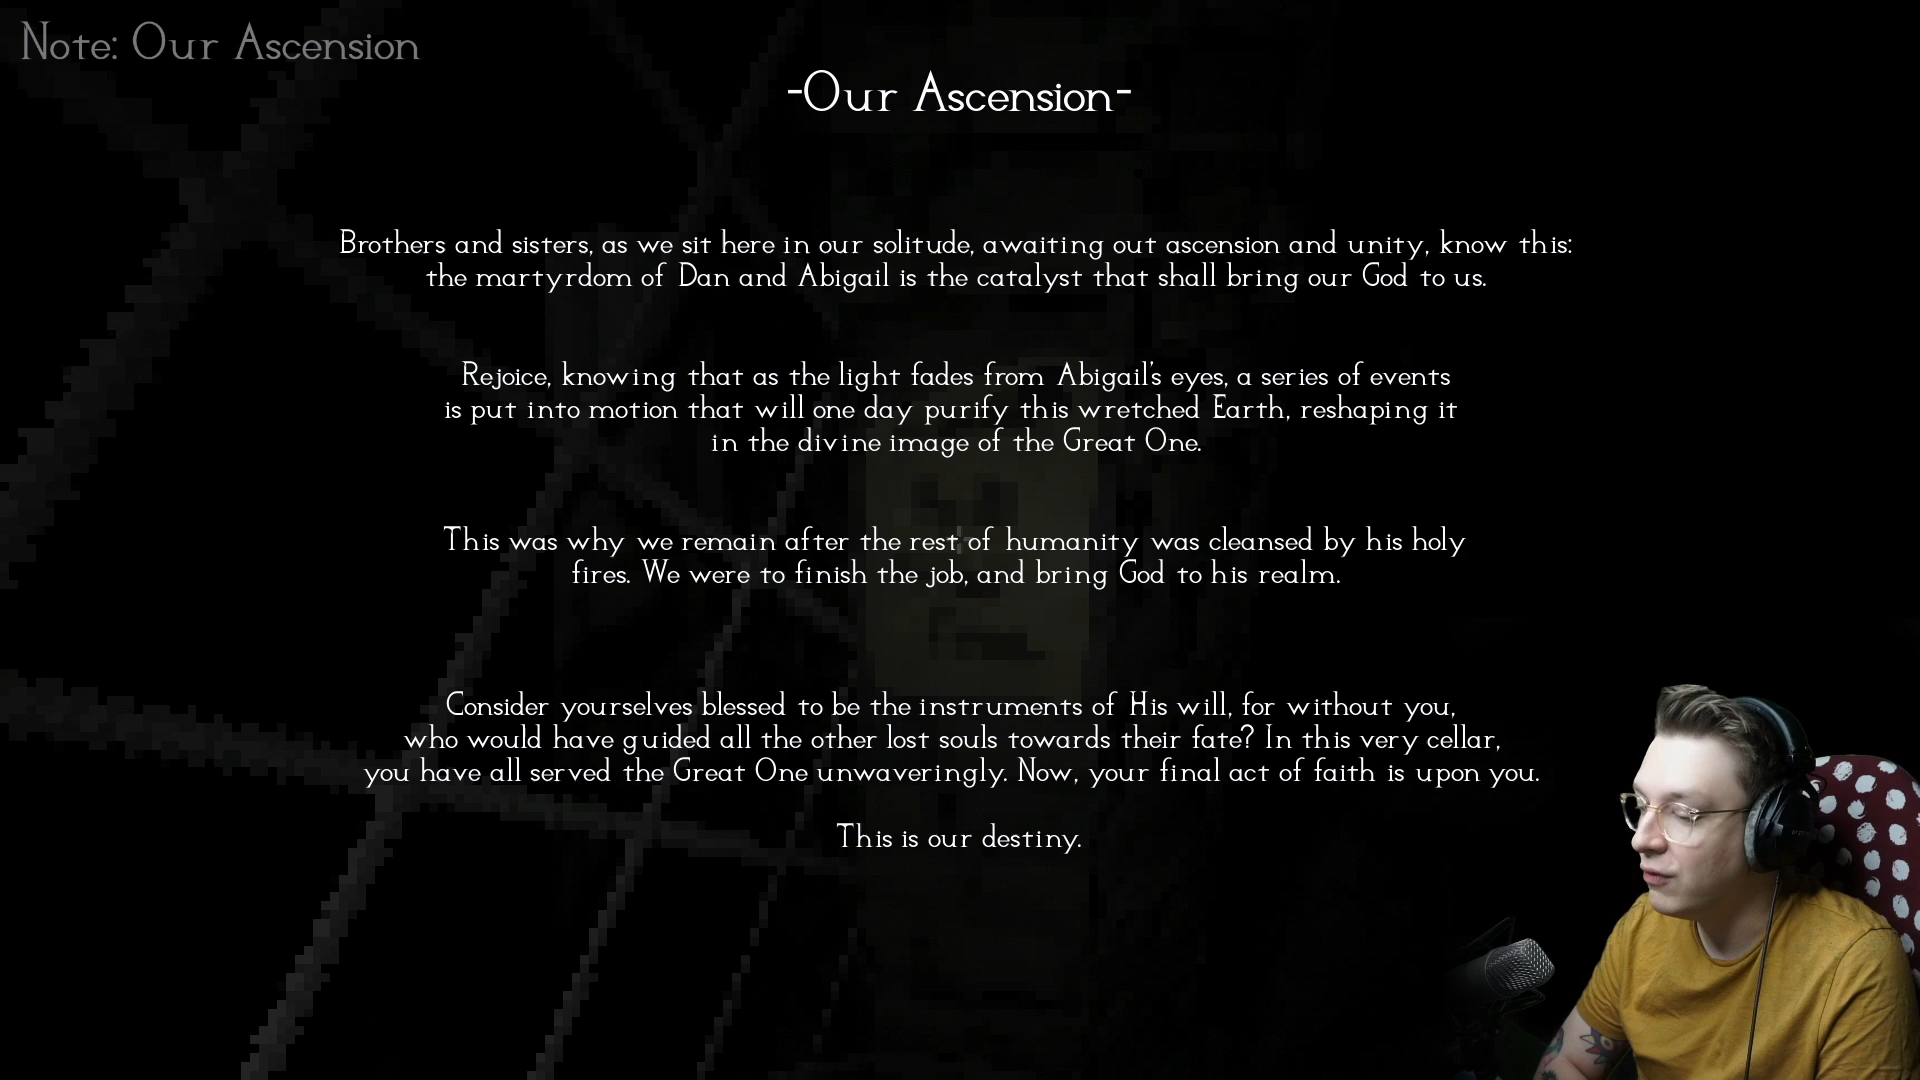 Note: Our Ascension
-Our Ascension-
Brothers and sisters, as we sit here in our solitude, awaiting out ascension and unity, know this:
the martyrdom of Dan and Abigail is the catalyst that shall bring our God to us.
Rejoice, knowing that as the light fades from Abigail's eyes, a series of events
is put into motion that will one day purify this wretched Earth, reshaping it
in the divine image of the Great One.
This was why we remain after the rest of humanity was cleansed by his holy
fires. We were to finish the job, and bring God to his realm.
Consider yourselves blessed to be the instruments of His will, for without you,
who would have guided all the other lost souls towards their fate? In this very cellar,
you have all served the Great One unwaveringly. Now, your final act of faith is upon you.
This is our destiny.